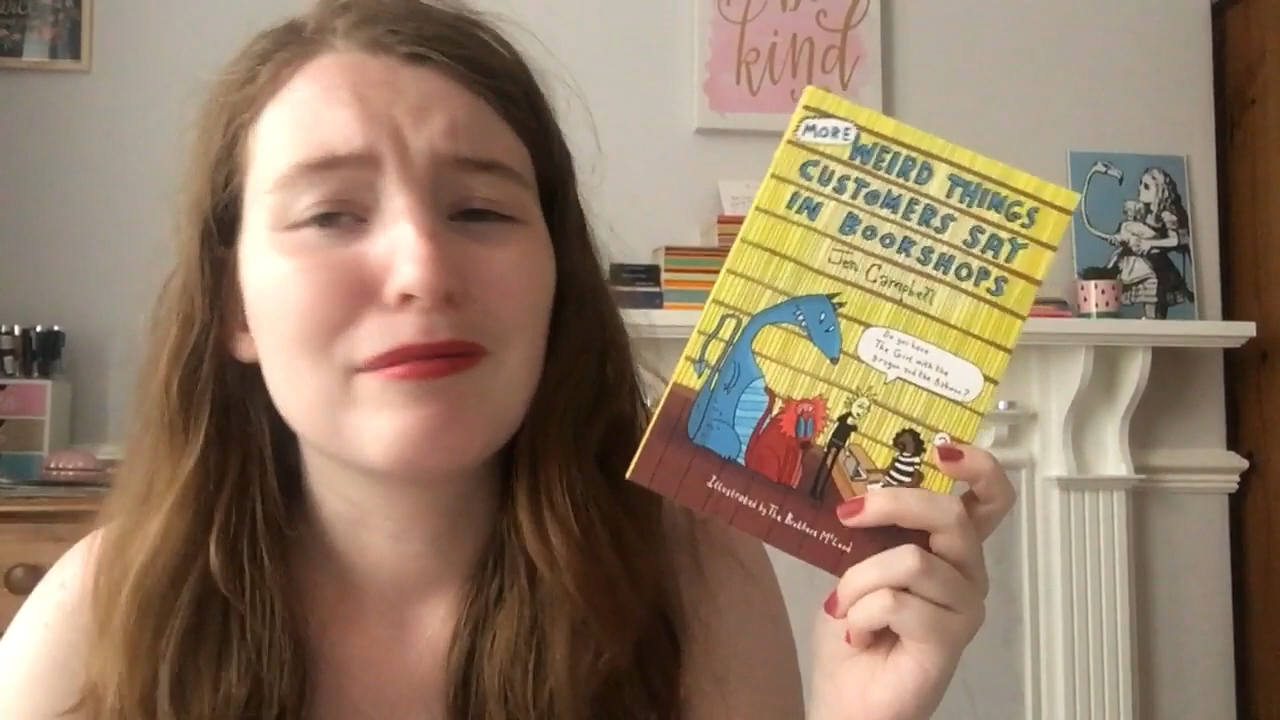 kind
MORE
WEIRD THINGS
CUSTOMERS SAY
IN BOOKSHOPS
Jen Campbell
Do you have
The Girl with the
Dragon and the Baboon?
Illustrated by The Brothers McLeod